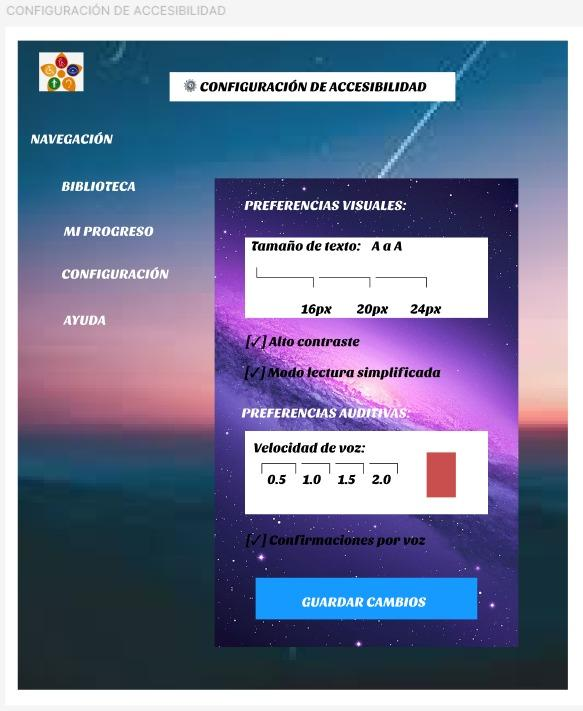 CONFIGURACIÓN DE ACCESIBILIDAD
CONFIGURACIÓN DE ACCESIBILIDAD
NAVEGACIÓN
BIBLIOTECA
MI PROGRESO
CONFIGURACIÓN
AYUDA
PREFERENCIAS VISUALES:
Tamaño de texto: A a A
16px 20px 24px
[✓] Alto contraste
[✓] Modo lectura simplificada
PREFERENCIAS AUDITIVAS:
Velocidad de voz:
0.5 1.0 1.5 2.0
[✓] Confirmaciones por voz
GUARDAR CAMBIOS